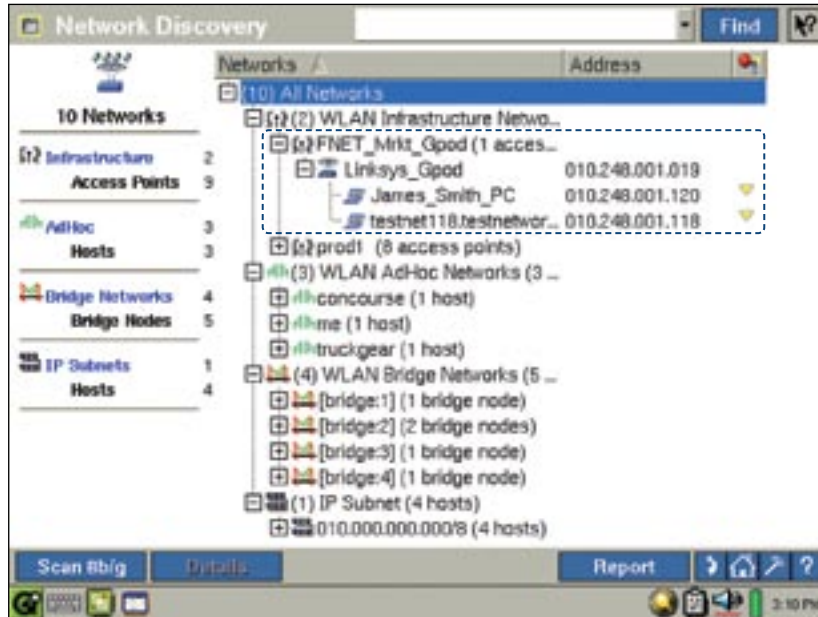 Network Discovery
Find
10 Networks
Infrastructure 2
Access Points 9
AdHoc 3
Hosts 3
Bridge Networks 4
Bridge Nodes 5
IP Subnets 1
Hosts 4
Networks Address
(10) All Networks
(2) WLAN Infrastructure Netwo...
FNET_Mrkt_Gpod (1 acces...
Linksys_Gpod 010.248.001.019
James_Smith_PC 010.248.001.120
testnet118.testnetwor... 010.248.001.118
prod1 (8 access points)
(3) WLAN AdHoc Networks (3 ...
concourse (1 host)
me (1 host)
truckgear (1 host)
(4) WLAN Bridge Networks (5 ...
[bridge:1] (1 bridge node)
[bridge:2] (2 bridge nodes)
[bridge:3] (1 bridge node)
[bridge:4] (1 bridge node)
(1) IP Subnet (4 hosts)
010.000.000.000/8 (4 hosts)
Scan 8b/g Details Report ?
3:10 PM